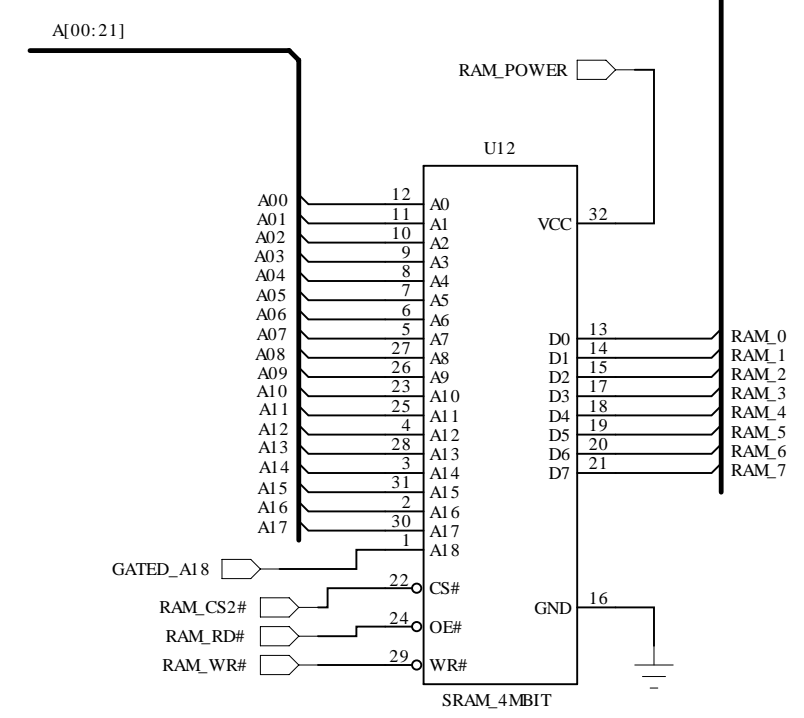 A[00:21]
RAM_POWER
U12
A00 12 A0
A01 11 A1
VCC 32
A02 10 A2
A03 9 A3
A04 8 A4
A05 7 A5
A06 6 A6
A07 5 A7 D0 13 RAM_0
A08 27 A8 D1 14 RAM_1
A09 26 A9 D2 15 RAM_2
A10 23 A10 D3 17 RAM_3
A11 25 A11 D4 18 RAM_4
A12 4 A12 D5 19 RAM_5
A13 28 A13 D6 20 RAM_6
A14 3 A14 D7 21 RAM_7
A15 31 A15
A16 2 A16
A17 30 A17
GATED_A18 1 A18
RAM_CS2# 22 CS#
GND 16
RAM_RD# 24 OE#
RAM_WR# 29 WR#
SRAM_4MBIT